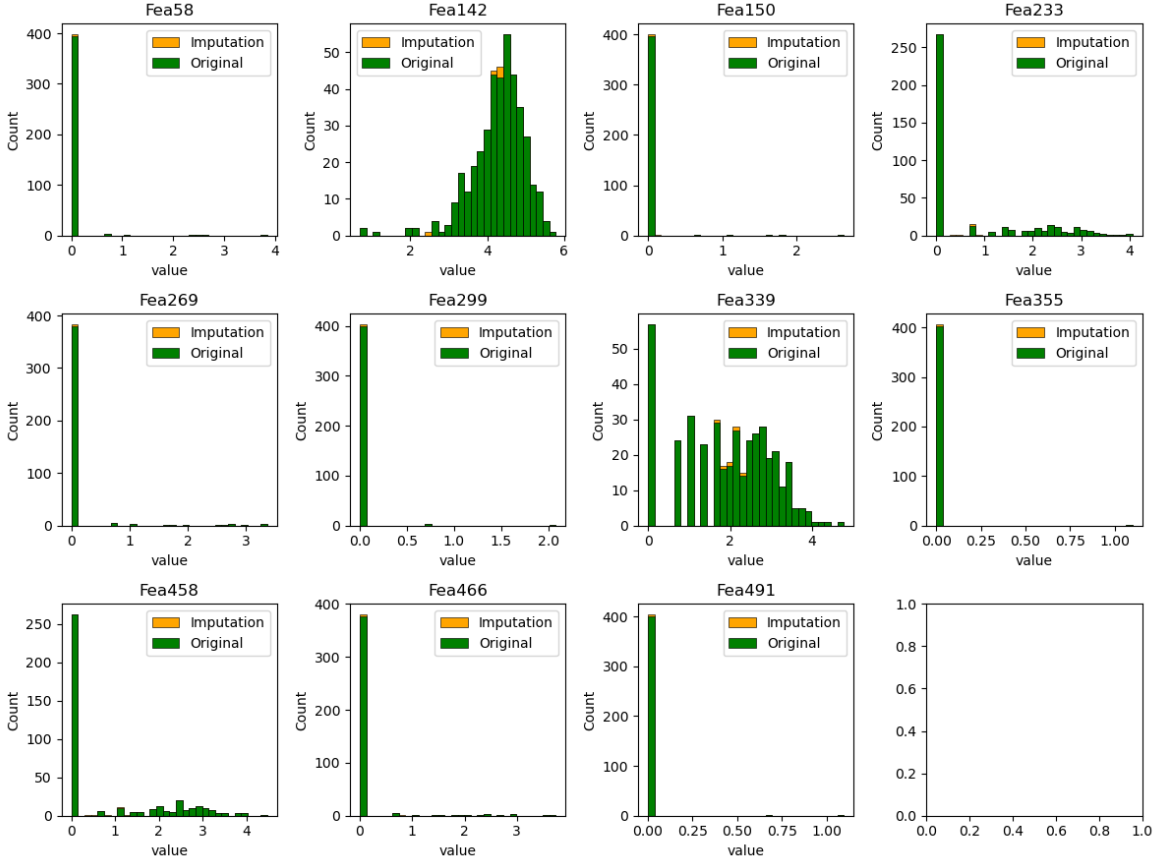 Fea58
400
300
200
100
0
Count
Imputation
Original
0 1 2 3 4
value
Fea142
50
40
30
20
10
0
Count
Imputation
Original
2 4 6
value
Fea150
400
300
200
100
0
Count
Imputation
Original
0 1 2
value
Fea233
250
200
150
100
50
0
Count
Imputation
Original
0 1 2 3 4
value
Fea269
400
300
200
100
0
Count
Imputation
Original
0 1 2 3
value
Fea299
400
300
200
100
0
Count
Imputation
Original
0.0 0.5 1.0 1.5 2.0
value
Fea339
50
40
30
20
10
0
Count
Imputation
Original
0 2 4
value
Fea355
400
300
200
100
0
Count
Imputation
Original
0.00 0.25 0.50 0.75 1.00
value
Fea458
250
200
150
100
50
0
Count
Imputation
Original
0 1 2 3 4
value
Fea466
400
300
200
100
0
Count
Imputation
Original
0 1 2 3
value
Fea491
400
300
200
100
0
Count
Imputation
Original
0.00 0.25 0.50 0.75 1.00
value
1.0
0.8
0.6
0.4
0.2
0.0
0.0 0.2 0.4 0.6 0.8 1.0